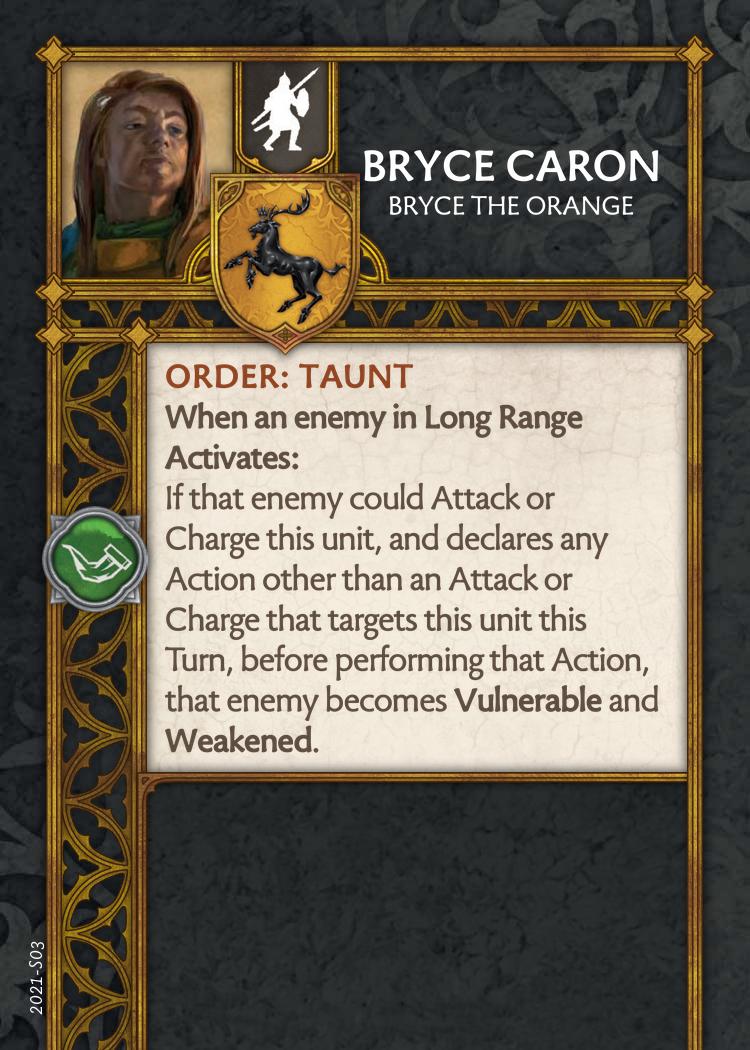 BRYCE CARON
BRYCE THE ORANGE
ORDER: TAUNT
When an enemy in Long Range
Activates:
If that enemy could Attack or
Charge this unit, and declares any
Action other than an Attack or
Charge that targets this unit this
Turn, before performing that Action,
that enemy becomes Vulnerable and
Weakened.
2021-S03